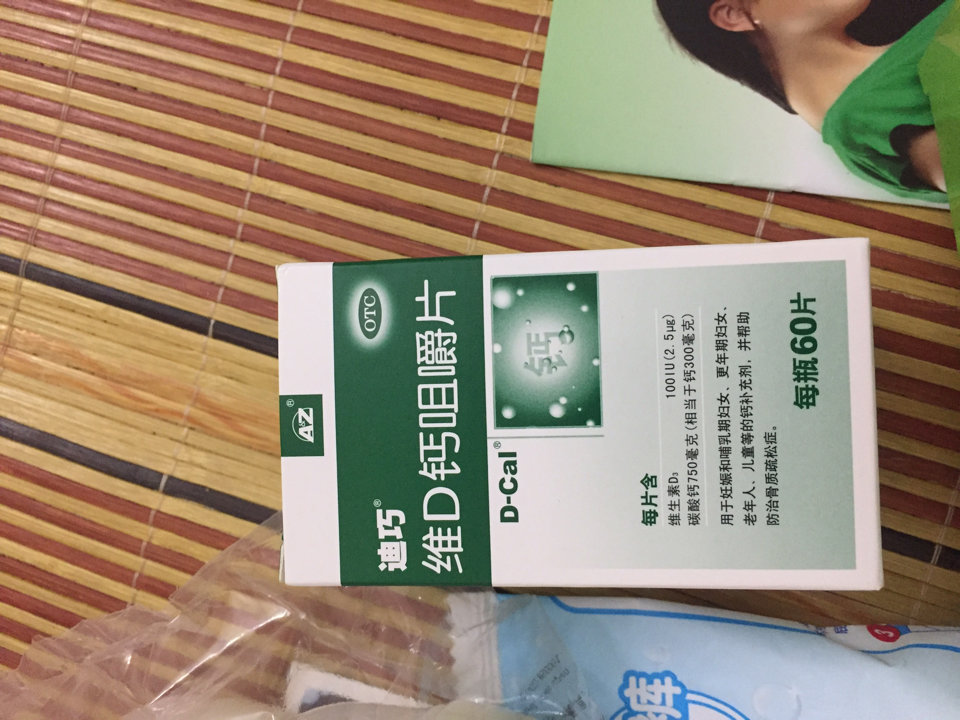 A&Z®
OTC
迪巧®
维D钙咀嚼片
D-Cal®
钙
每片含
维生素D₃ 100IU(2.5μg)
碳酸钙750毫克(相当于钙300毫克)
用于妊娠和哺乳期妇女、更年期妇女、
老年人、儿童等的钙补充剂，并帮助
防治骨质疏松症。
每瓶60片
裤
3